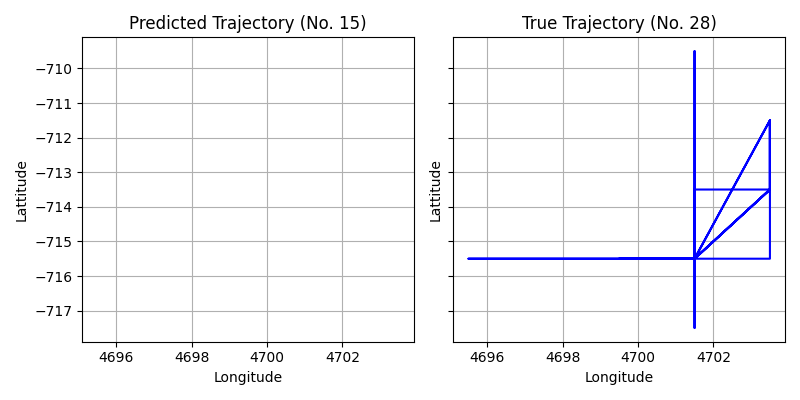 Predicted Trajectory (No. 15)
Lattitude
−710
−711
−712
−713
−714
−715
−716
−717
4696 4698 4700 4702
Longitude
True Trajectory (No. 28)
Lattitude
4696 4698 4700 4702
Longitude